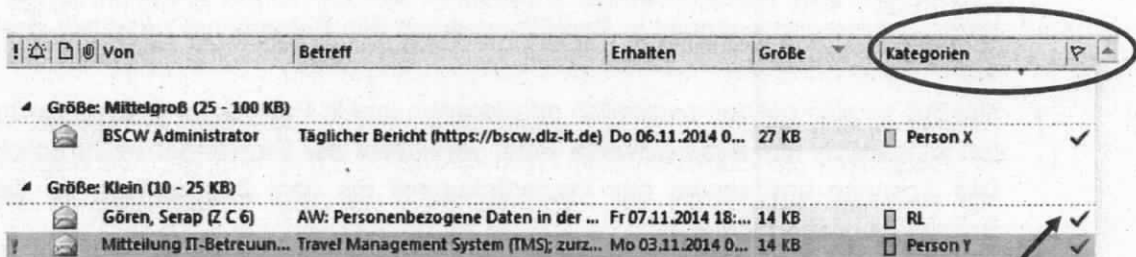 ! Von Betreff Erhalten Größe Kategorien
Größe: Mittelgroß (25 - 100 KB)
BSCW Administrator Täglicher Bericht (https://bscw.dlz-it.de) Do 06.11.2014 0... 27 KB Person X
Größe: Klein (10 - 25 KB)
Gören, Serap (Z C 6) AW: Personenbezogene Daten in der ... Fr 07.11.2014 18:... 14 KB RL
! Mitteilung IT-Betreuun... Travel Management System (TMS); zurz... Mo 03.11.2014 0... 14 KB Person Y